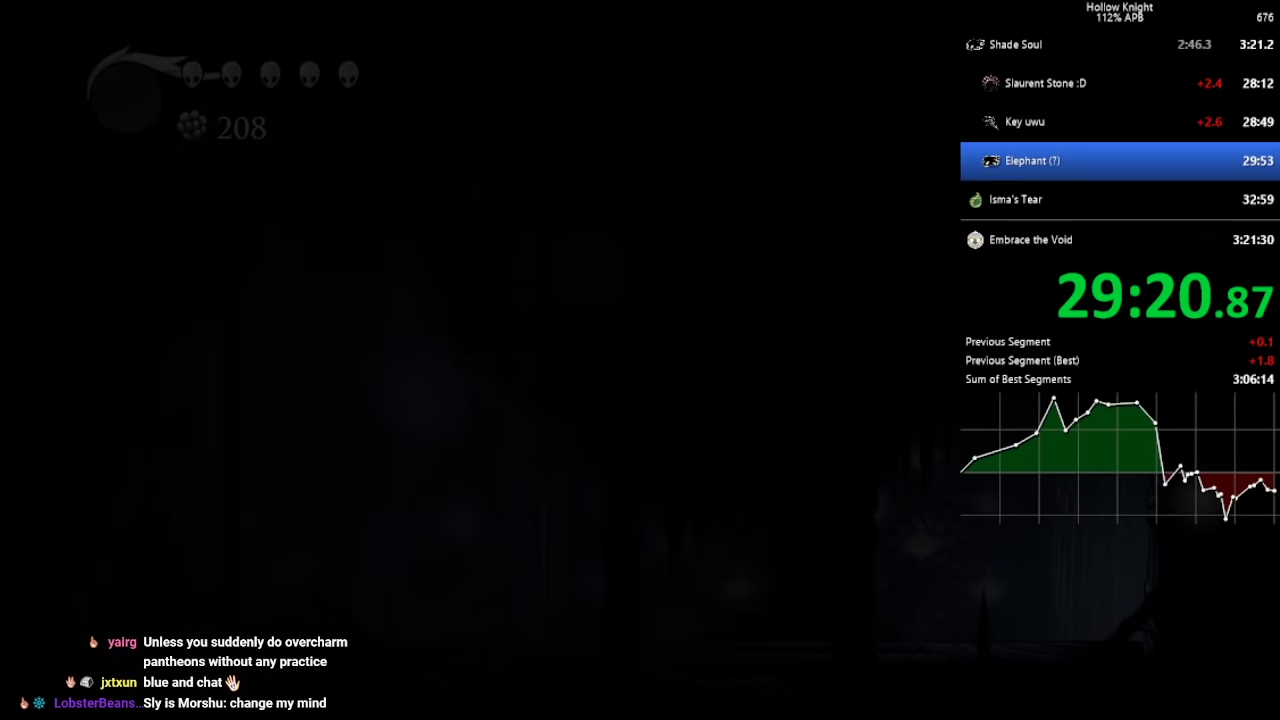 Hollow Knight
112% APB
676
Shade Soul 2:46.3 3:21.2
Slaurent Stone :D +2.4 28:12
Key uwu +2.6 28:49
Elephant (?) 29:53
Isma's Tear 32:59
Embrace the Void 3:21:30
29:20.87
Previous Segment +0.1
Previous Segment (Best) +1.8
Sum of Best Segments 3:06:14
208
yairg Unless you suddenly do overcharm
pantheons without any practice
jxtxun blue and chat
LobsterBeans.. Sly is Morshu: change my mind